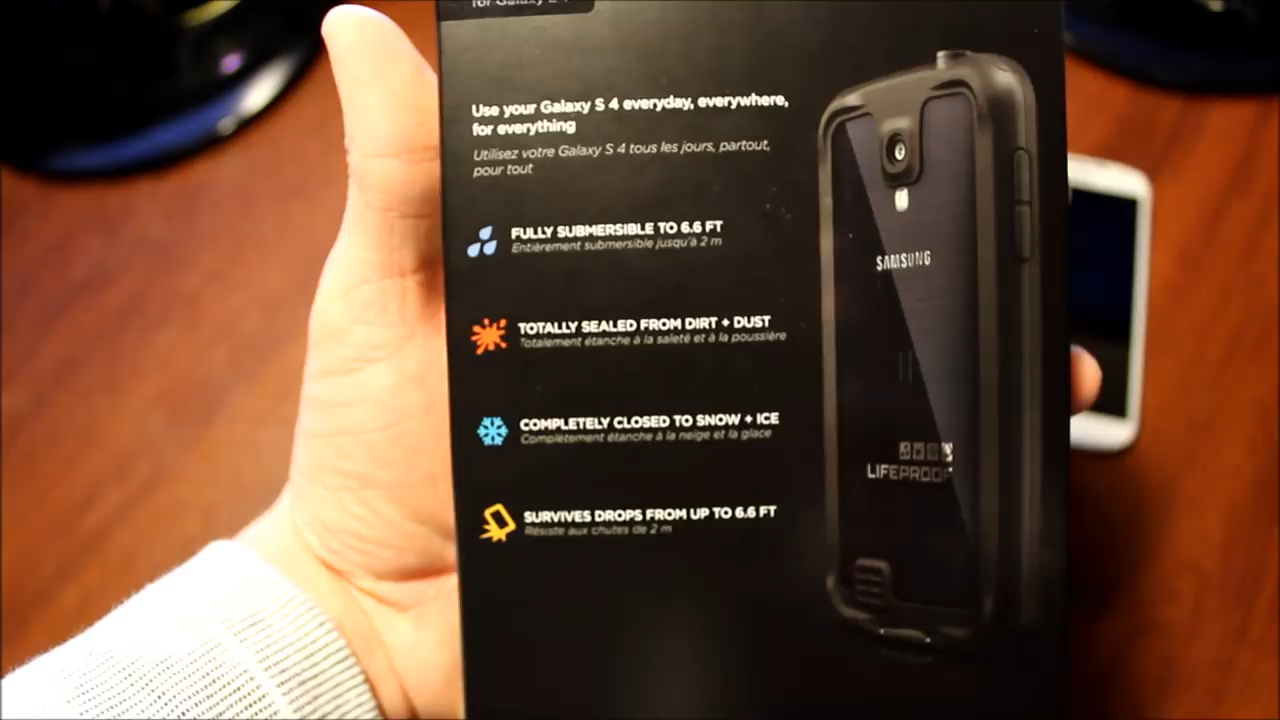 for Galaxy S 4
Use your Galaxy S 4 everyday, everywhere,
for everything
Utilisez votre Galaxy S 4 tous les jours, partout,
pour tout
FULLY SUBMERSIBLE TO 6.6 FT
Entièrement submersible jusqu'à 2 m
TOTALLY SEALED FROM DIRT + DUST
Totalement étanche à la saleté et à la poussière
COMPLETELY CLOSED TO SNOW + ICE
Complètement étanche à la neige et la glace
SURVIVES DROPS FROM UP TO 6.6 FT
Résiste aux chutes de 2 m
SAMSUNG
LIFEPROOF